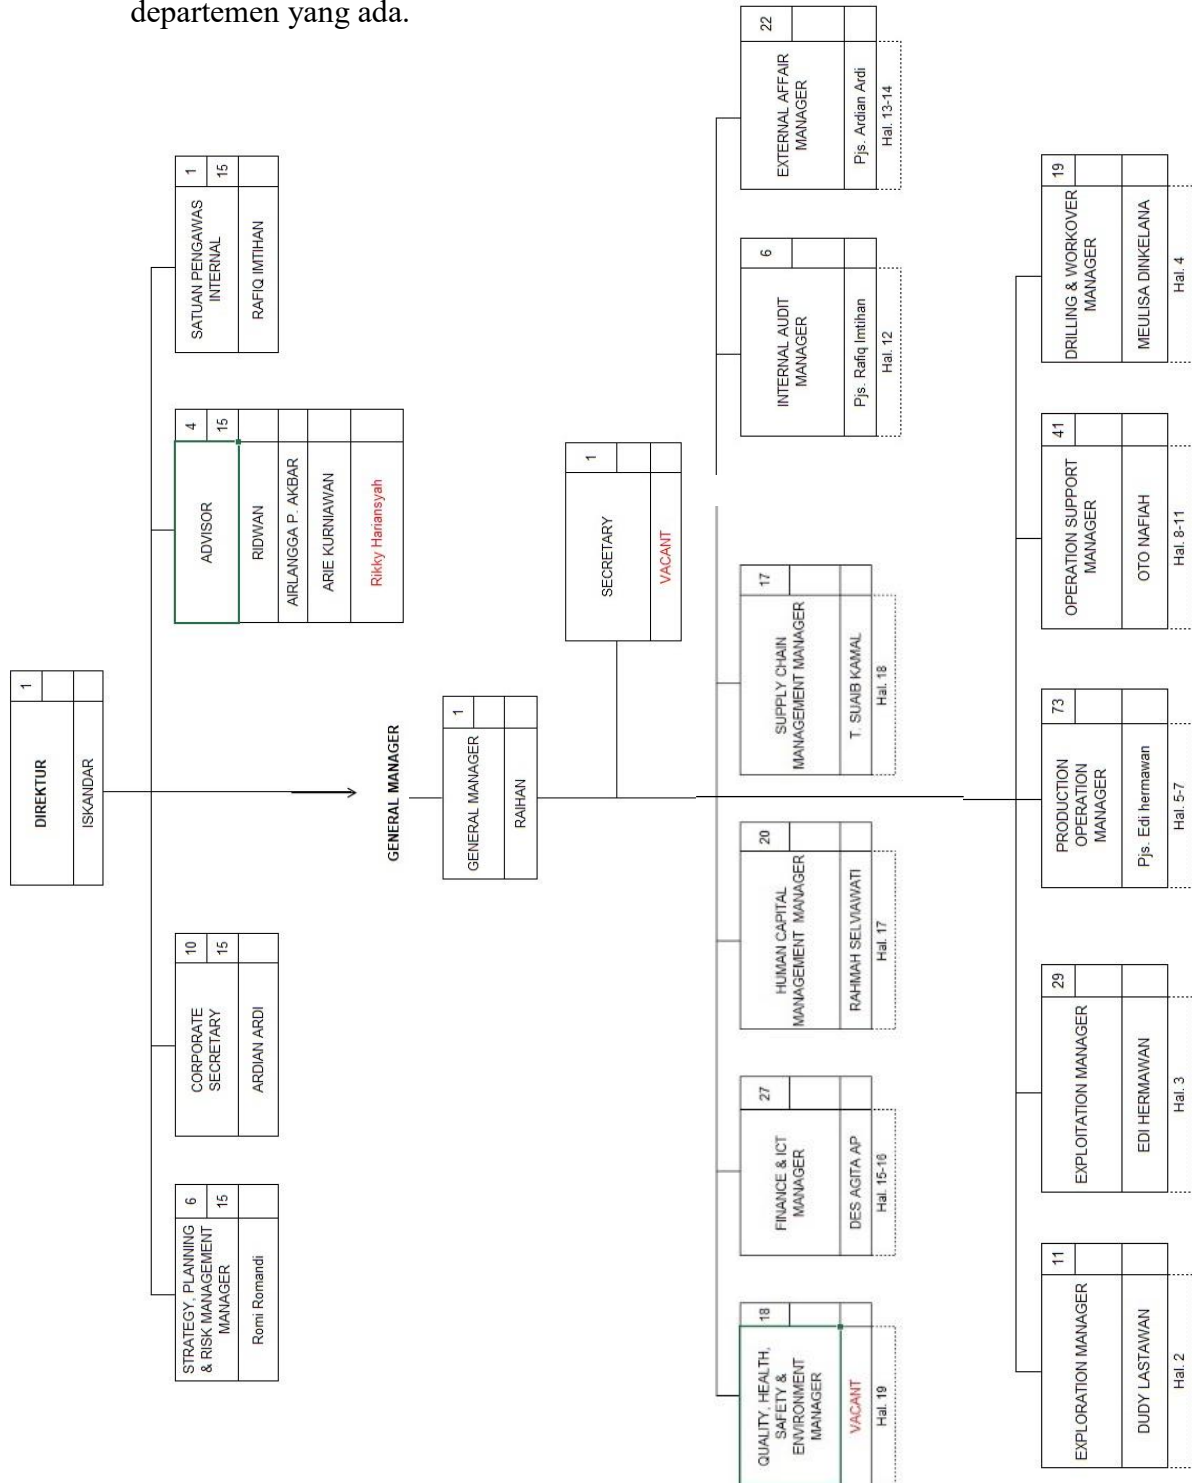 departemen yang ada.
DIREKTUR
1
ISKANDAR
STRATEGY, PLANNING
& RISK MANAGEMENT
MANAGER
6
15
Romi Romandi
CORPORATE
SECRETARY
10
15
ARDIAN ARDI
ADVISOR
4
15
RIDWAN
AIRLANGGA P. AKBAR
ARIE KURNIAWAN
Rikky Hariansyah
SATUAN PENGAWAS
INTERNAL
1
15
RAFIQ IMTIHAN
GENERAL MANAGER
GENERAL MANAGER
1
RAIHAN
SECRETARY
1
VACANT
QUALITY, HEALTH,
SAFETY &
ENVIRONMENT
MANAGER
18
VACANT
Hal. 19
FINANCE & ICT
MANAGER
27
DES AGITA AP
Hal. 15-16
HUMAN CAPITAL
MANAGEMENT MANAGER
20
RAHMAH SELVIAWATI
Hal. 17
SUPPLY CHAIN
MANAGEMENT MANAGER
17
T. SUAIB KAMAL
Hal. 18
INTERNAL AUDIT
MANAGER
6
Pjs. Rafiq Imtihan
Hal. 12
EXTERNAL AFFAIR
MANAGER
22
Pjs. Ardian Ardi
Hal. 13-14
EXPLORATION MANAGER
11
DUDY LASTAWAN
Hal. 2
EXPLOITATION MANAGER
29
EDI HERMAWAN
Hal. 3
PRODUCTION
OPERATION
MANAGER
73
Pjs. Edi hermawan
Hal. 5-7
OPERATION SUPPORT
MANAGER
41
OTO NAFIAH
Hal. 8-11
DRILLING & WORKOVER
MANAGER
19
MEULISA DINKELANA
Hal. 4